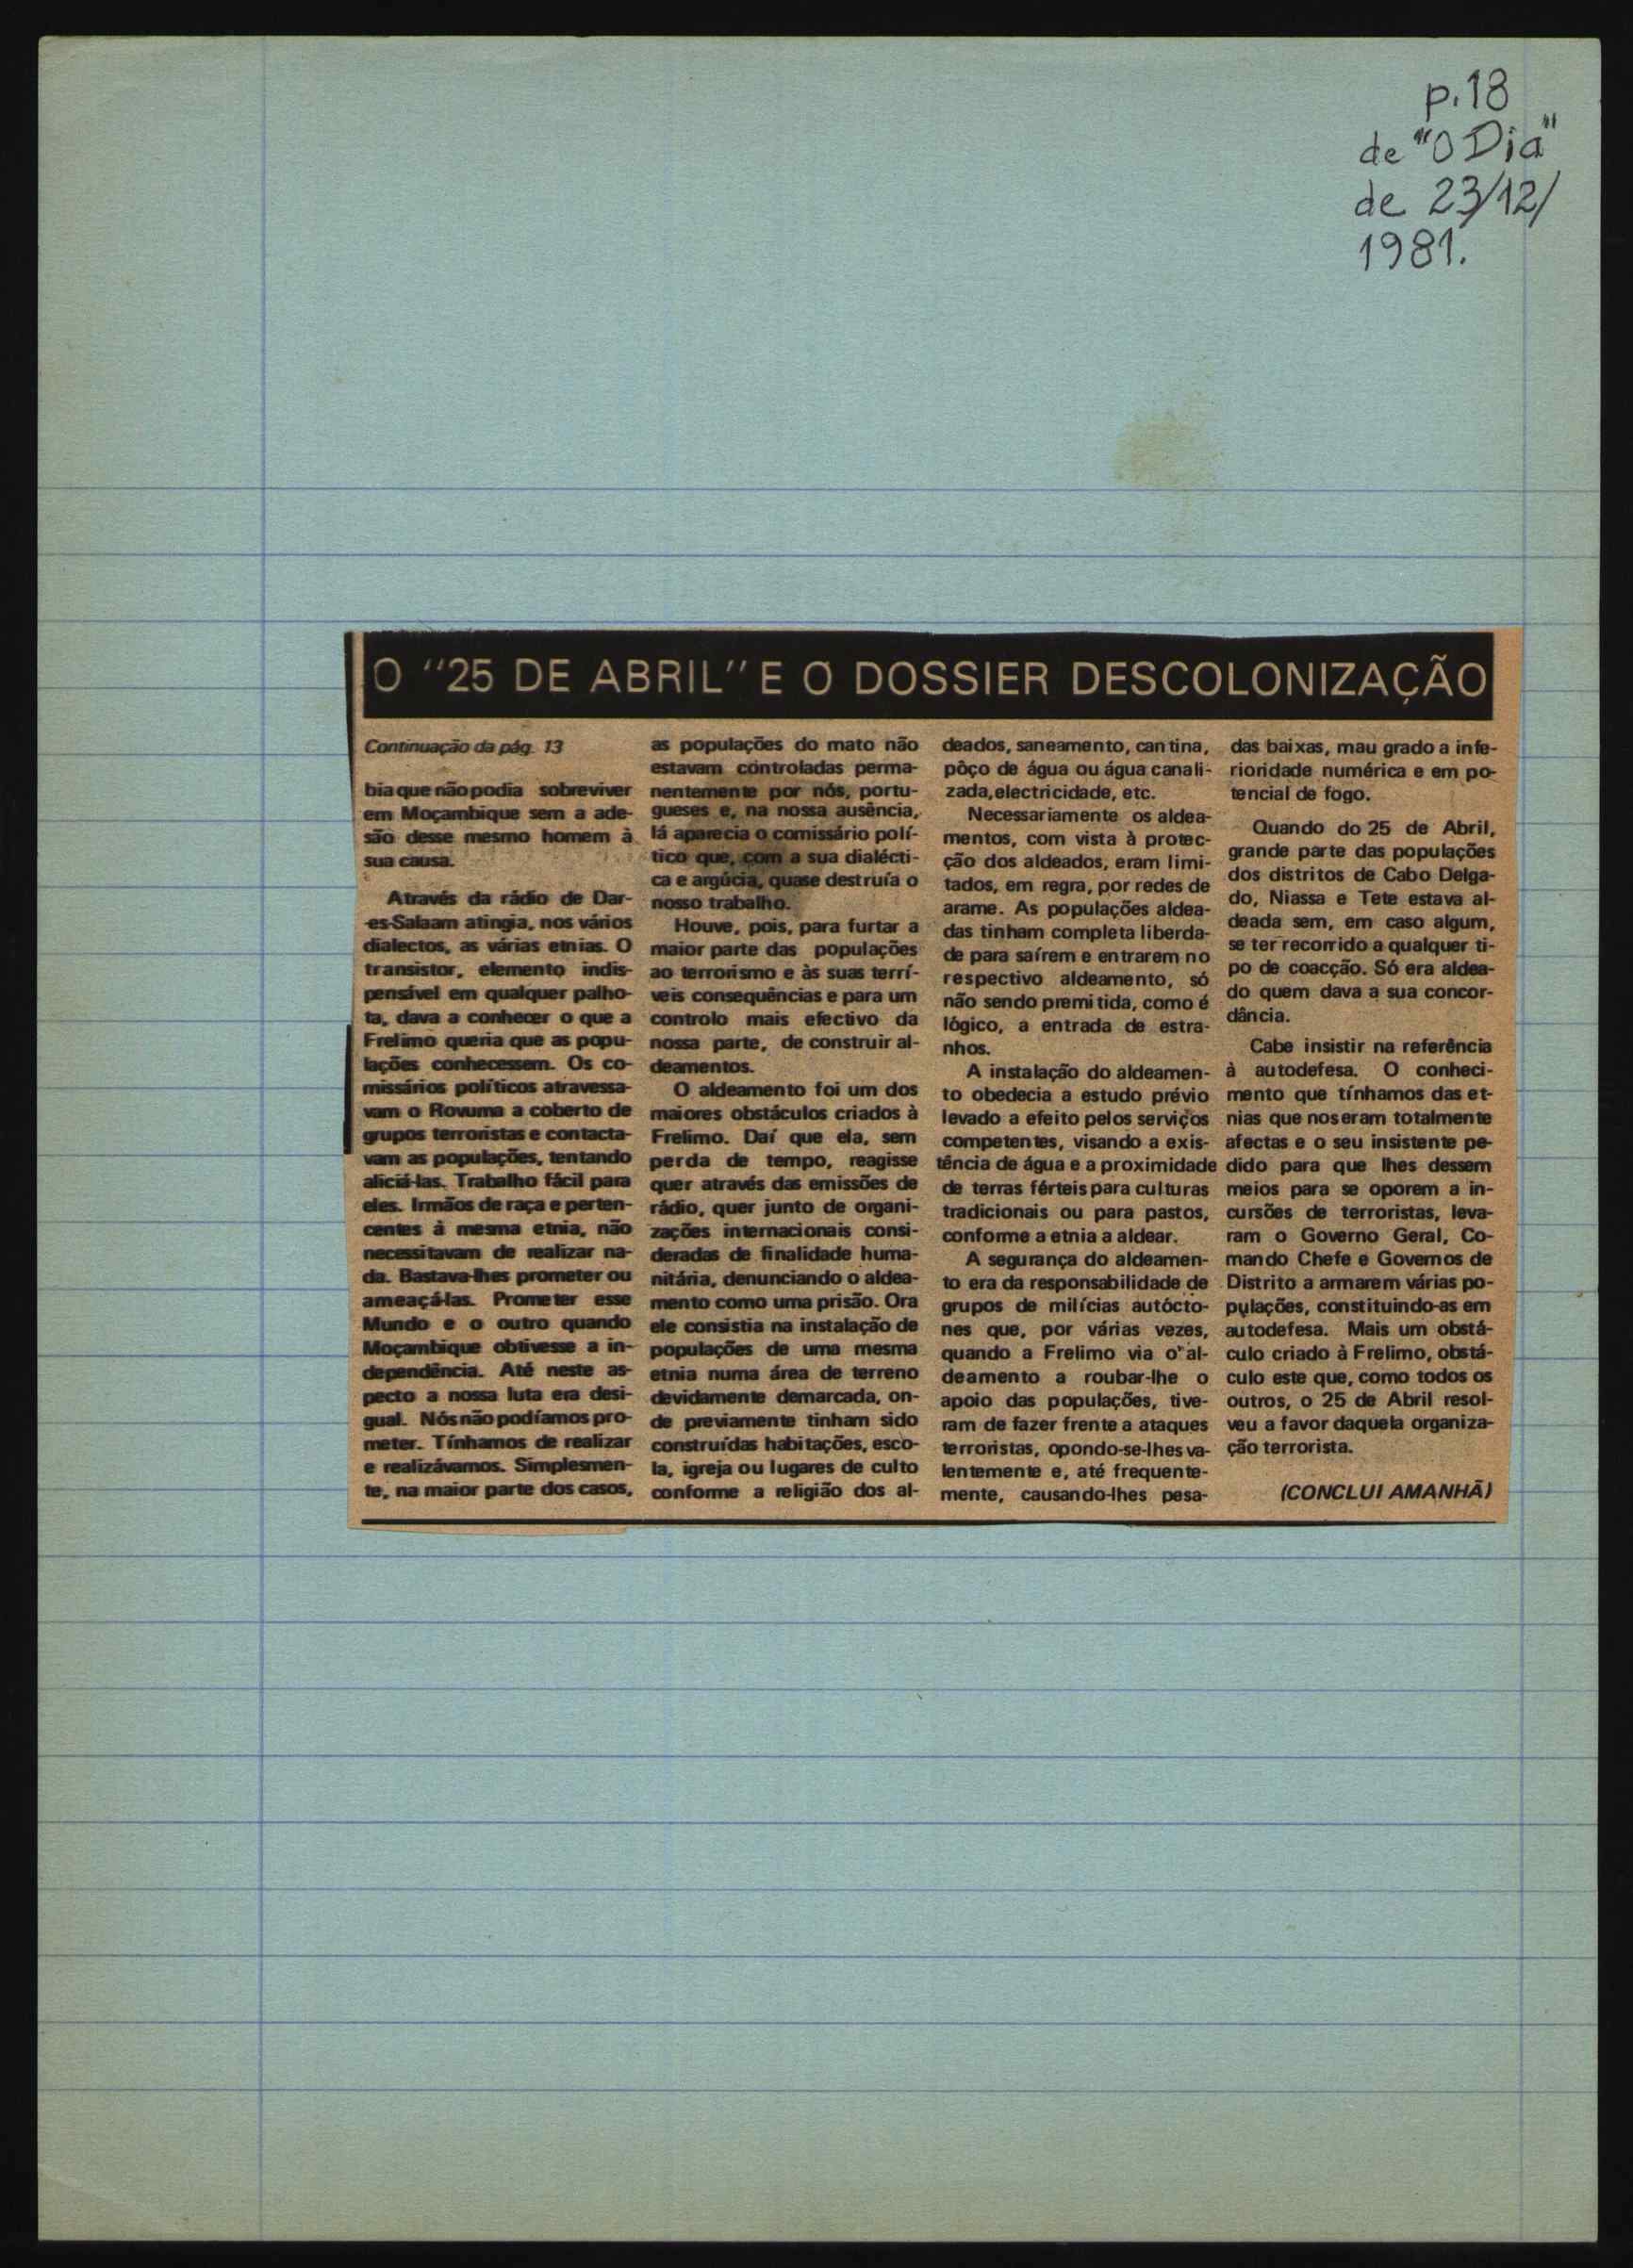 p.18
de "O Dia"
de 23/12/
1981.
O "25 DE ABRIL" E O DOSSIER DESCOLONIZAÇÃO
Continuação da pág. 13
bia que não podia sobreviver
em Moçambique sem a ade-
são desse mesmo homem à
sua causa.
Através da rádio de Dar-
-es-Salaam atingia, nos vários
dialectos, as várias etnias. O
transistor, elemento indis-
pensável em qualquer palho-
ta, dava a conhecer o que a
Frelimo queria que as popu-
lações conhecessem. Os co-
missários políticos atravessa-
vam o Rovuma a coberto de
grupos terroristas e contacta-
vam as populações, tentando
aliciá-las. Trabalho fácil para
eles. Irmãos de raça e perten-
centes à mesma etnia, não
necessitavam de realizar na-
da. Bastava-lhes prometer ou
ameaçá-las. Prometer esse
Mundo e o outro quando
Moçambique obtivesse a in-
dependência. Até neste as-
pecto a nossa luta era desi-
gual. Nós não podíamos pro-
meter. Tínhamos de realizar
e realizávamos. Simplesmen-
te, na maior parte dos casos,
as populações do mato não
estavam controladas perma-
nentemente por nós, portu-
gueses e, na nossa ausência,
lá aparecia o comissário polí-
tico que, com a sua dialécti-
ca e argúcia, quase destruía o
nosso trabalho.
Houve, pois, para furtar a
maior parte das populações
ao terrorismo e às suas terrí-
veis consequências e para um
controlo mais efectivo da
nossa parte, de construir al-
deamentos.
O aldeamento foi um dos
maiores obstáculos criados à
Frelimo. Daí que ela, sem
perda de tempo, reagisse
quer através das emissões de
rádio, quer junto de organi-
zações internacionais consi-
deradas de finalidade huma-
nitária, denunciando o aldea-
mento como uma prisão. Ora
ele consistia na instalação de
populações de uma mesma
etnia numa área de terreno
devidamente demarcada, on-
de previamente tinham sido
construídas habitações, esco-
la, igreja ou lugares de culto
conforme a religião dos al-
deados, saneamento, cantina,
pôço de água ou água canali-
zada, electricidade, etc.
Necessariamente os aldea-
mentos, com vista à protec-
ção dos aldeados, eram limi-
tados, em regra, por redes de
arame. As populações aldea-
das tinham completa liberda-
de para saírem e entrarem no
respectivo aldeamento, só
não sendo premitida, como é
lógico, a entrada de estra-
nhos.
A instalação do aldeamen-
to obedecia a estudo prévio
levado a efeito pelos serviços
competentes, visando a exis-
tência de água e a proximidade
de terras férteis para culturas
tradicionais ou para pastos,
conforme a etnia a aldear.
A segurança do aldeamen-
to era da responsabilidade de
grupos de milícias autócto-
nes que, por várias vezes,
quando a Frelimo via o al-
deamento a roubar-lhe o
apoio das populações, tive-
ram de fazer frente a ataques
terroristas, opondo-se-lhes va-
lentemente e, até frequente-
mente, causando-lhes pesa-
das baixas, mau grado a infe-
rioridade numérica e em po-
tencial de fogo.
Quando do 25 de Abril,
grande parte das populações
dos distritos de Cabo Delga-
do, Niassa e Tete estava al-
deada sem, em caso algum,
se ter recorrido a qualquer ti-
po de coacção. Só era aldea-
do quem dava a sua concor-
dância.
Cabe insistir na referência
à autodefesa. O conheci-
mento que tínhamos das et-
nias que nos eram totalmente
afectas e o seu insistente pe-
dido para que lhes dessem
meios para se oporem a in-
cursões de terroristas, leva-
ram o Governo Geral, Co-
mando Chefe e Governos de
Distrito a armarem várias po-
pulações, constituindo-as em
autodefesa. Mais um obstá-
culo criado à Frelimo, obstá-
culo este que, como todos os
outros, o 25 de Abril resol-
veu a favor daquela organiza-
ção terrorista.
(CONCLUI AMANHÃ)